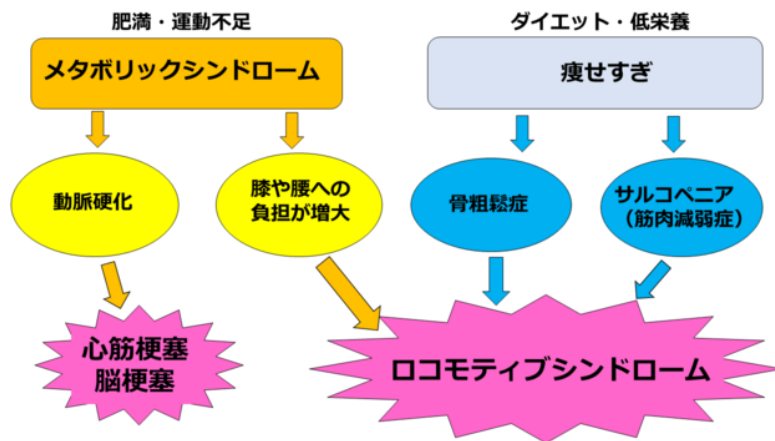 肥満・運動不足
ダイエット・低栄養
メタボリックシンドローム
痩せすぎ
動脈硬化
膝や腰への
負担が増大
骨粗鬆症
サルコペニア
（筋肉減弱症）
心筋梗塞
脳梗塞
ロコモティブシンドローム